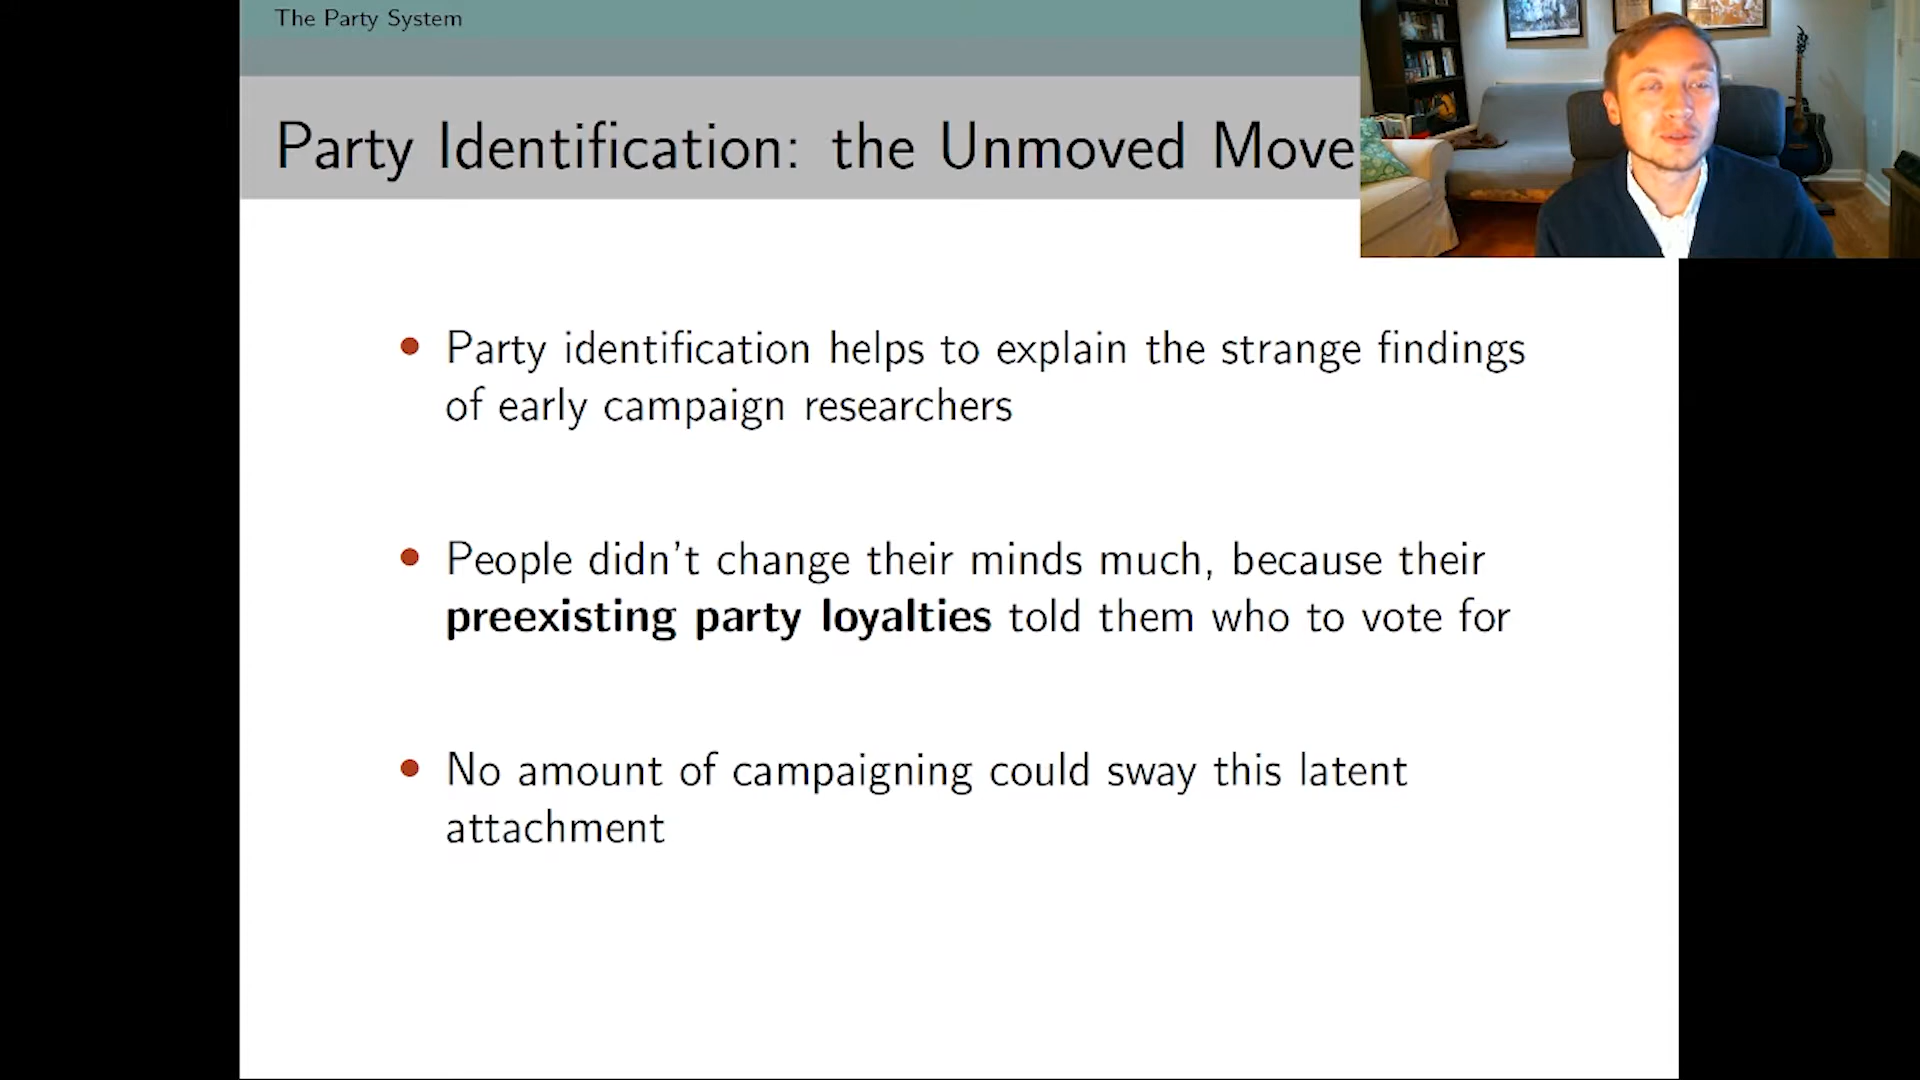 The Party System
Party Identification: the Unmoved Move
Party identification helps to explain the strange findings
of early campaign researchers
People didn't change their minds much, because their
preexisting party loyalties told them who to vote for
No amount of campaigning could sway this latent
attachment